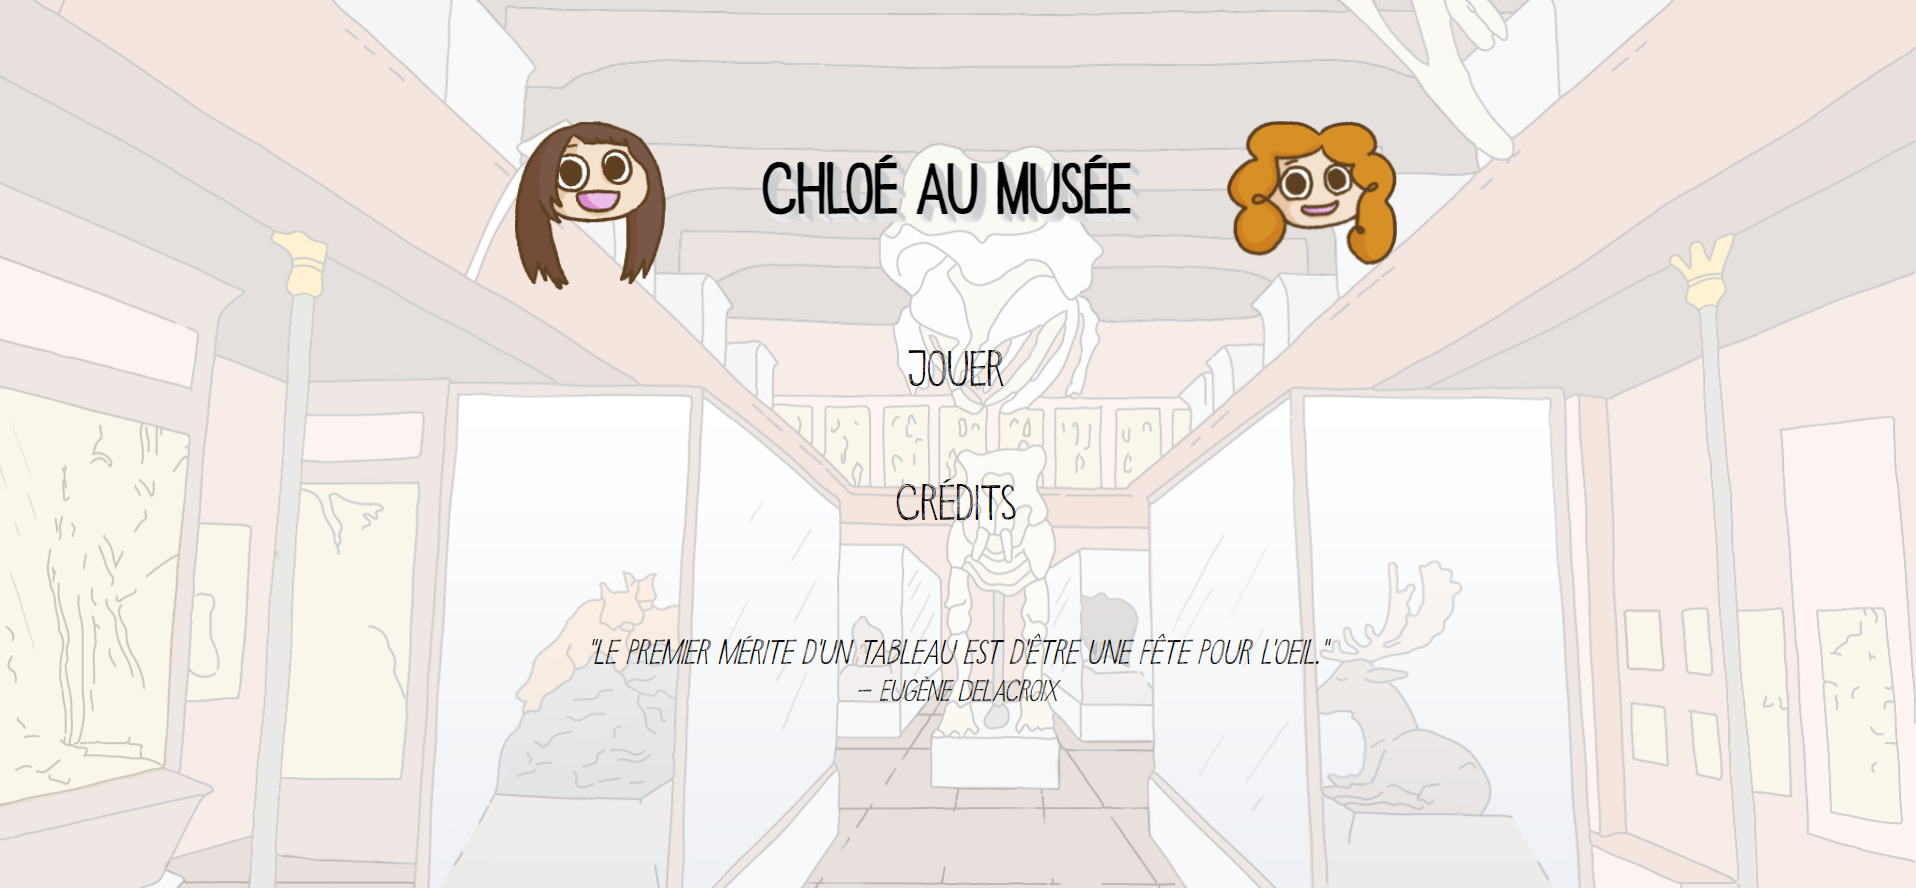 CHLOÉ AU MUSÉE
JOUER
CRÉDITS
"LE PREMIER MÉRITE D'UN TABLEAU EST D'ÊTRE UNE FÊTE POUR L'OEIL."
– EUGÈNE DELACROIX